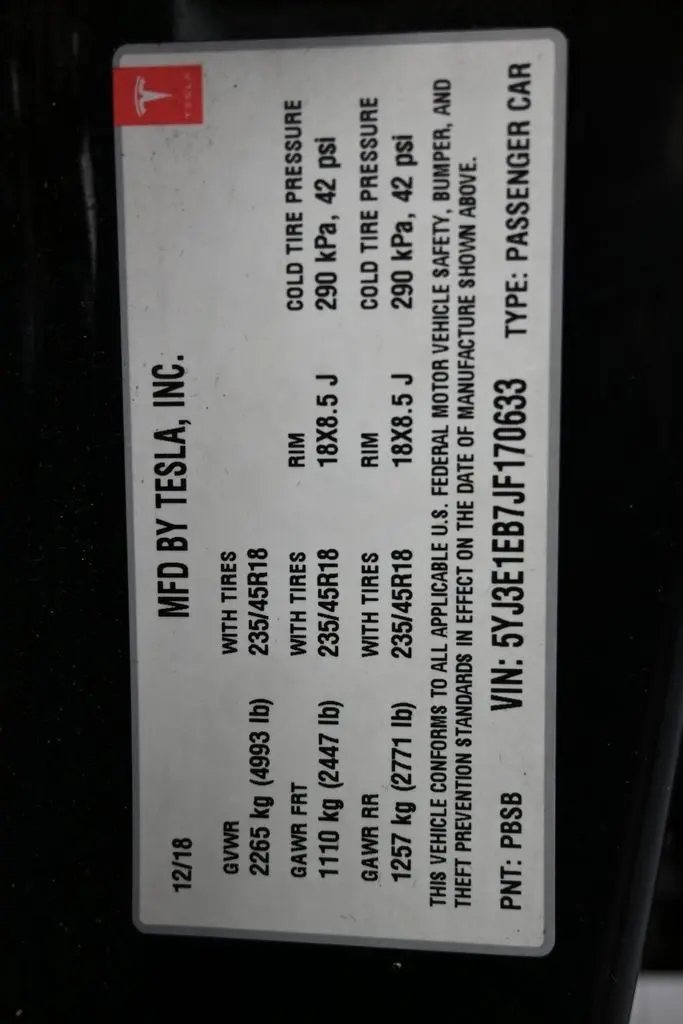 TESLA
12/18 MFD BY TESLA, INC.
GVWR WITH TIRES
2265 kg (4993 lb) 235/45R18
GAWR FRT WITH TIRES RIM COLD TIRE PRESSURE
1110 kg (2447 lb) 235/45R18 18X8.5 J 290 kPa, 42 psi
GAWR RR WITH TIRES RIM COLD TIRE PRESSURE
1257 kg (2771 lb) 235/45R18 18X8.5 J 290 kPa, 42 psi
THIS VEHICLE CONFORMS TO ALL APPLICABLE U.S. FEDERAL MOTOR VEHICLE SAFETY, BUMPER, AND
THEFT PREVENTION STANDARDS IN EFFECT ON THE DATE OF MANUFACTURE SHOWN ABOVE.
PNT: PBSB VIN: 5YJ3E1EB7JF170633 TYPE: PASSENGER CAR